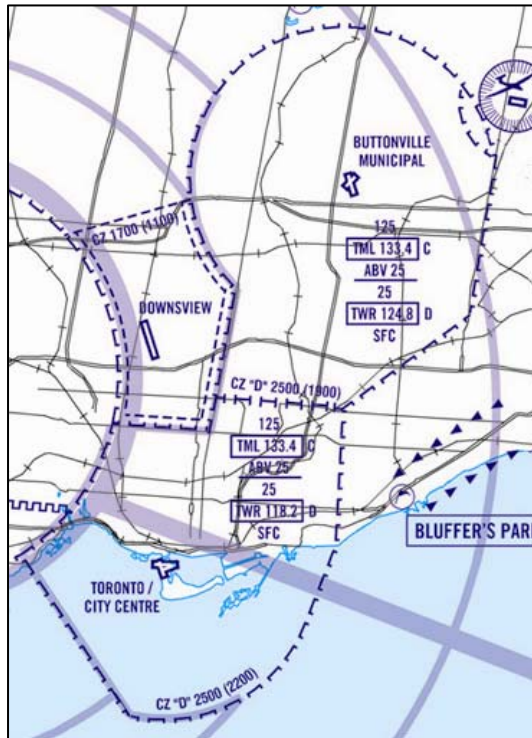 BUTTONVILLE
MUNICIPAL
CZ 1700 (1100)
125
TML 133.4 C
ABV 25
25
TWR 124.8 D
SFC
DOWNSVIEW
CZ "D" 2500 (1900)
125
TML 133.4 C
ABV 25
25
TWR 118.2 D
SFC
BLUFFER'S PAR
TORONTO /
CITY CENTRE
CZ "D" 2500 (2200)